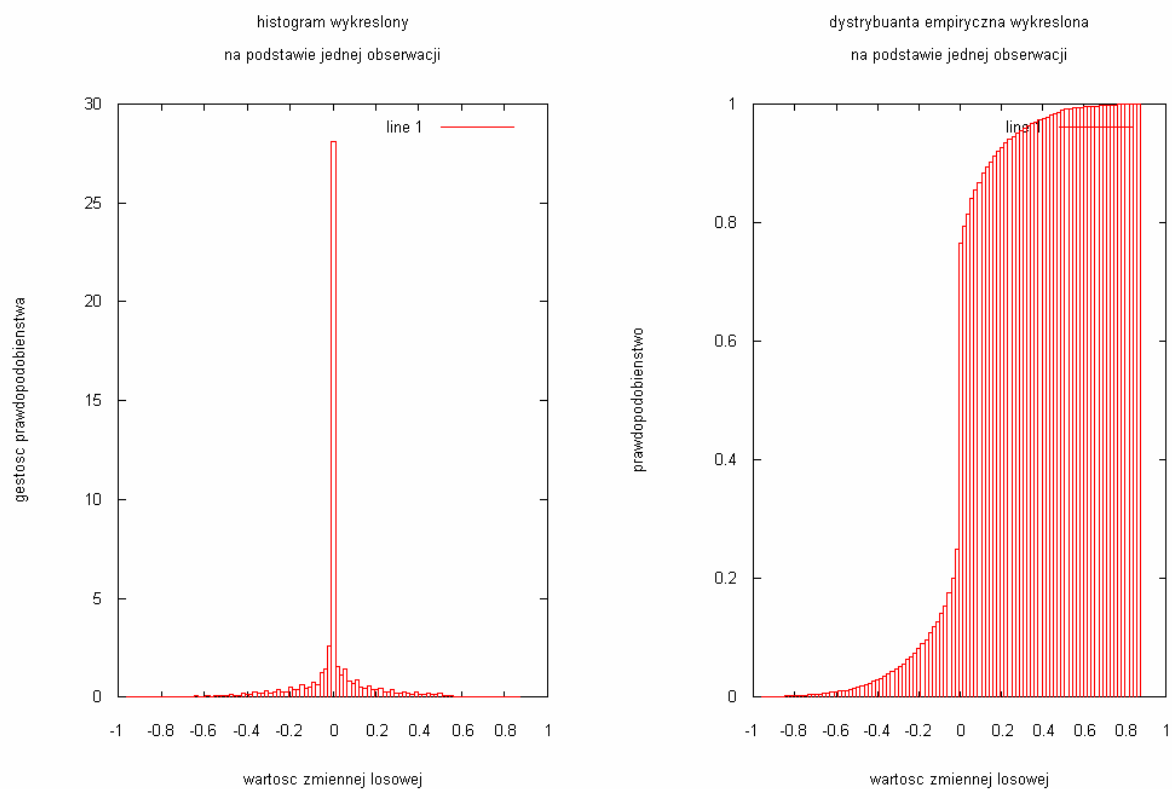 histogram wykreslony
na podstawie jednej obserwacji
30
25
20
15
10
5
0
line 1
gestosc prawdopodobienstwa
-1 -0.8 -0.6 -0.4 -0.2 0 0.2 0.4 0.6 0.8 1
wartosc zmiennej losowej
dystrybuanta empiryczna wykreslona
na podstawie jednej obserwacji
1
0.8
0.6
0.4
0.2
0
line 1
prawdopodobienstwo
-1 -0.8 -0.6 -0.4 -0.2 0 0.2 0.4 0.6 0.8 1
wartosc zmiennej losowej